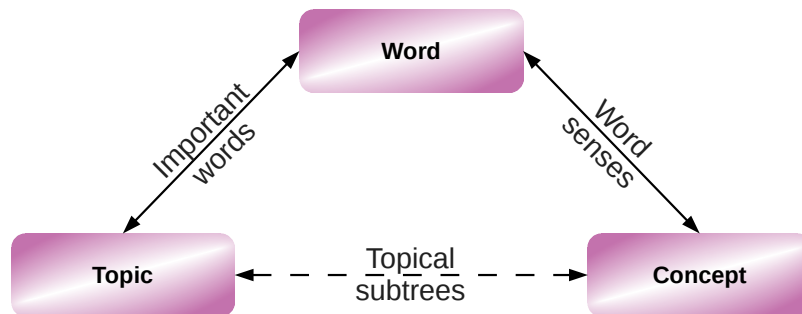 Word
Important
words
Word
senses
Topic
Topical
subtrees
Concept